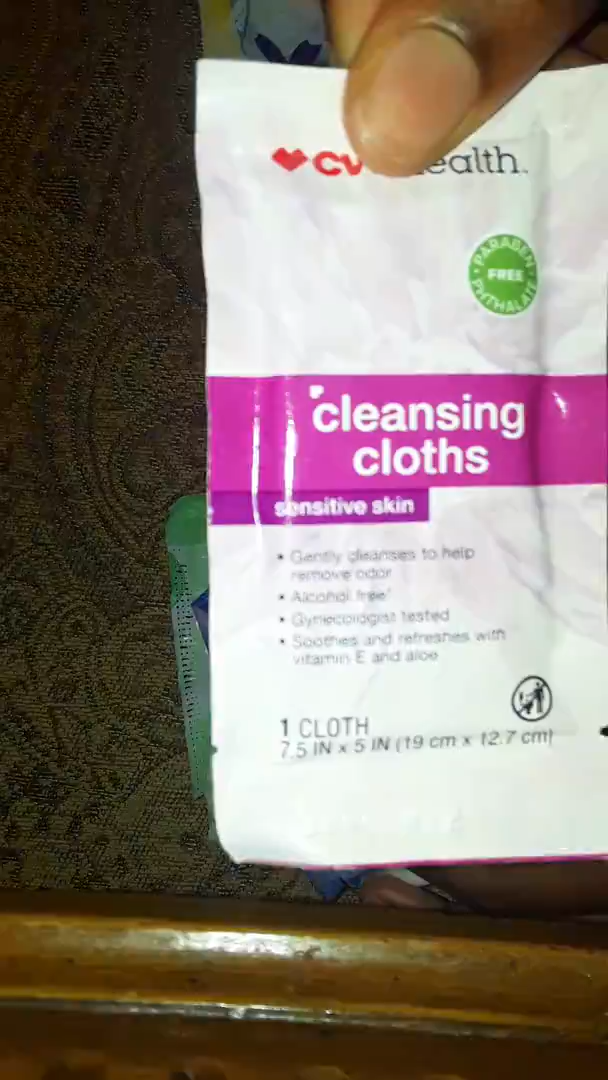 CV ealth.
PARABEN
FREE
PHTHALATE
cleansing
cloths
sensitive skin
• Gently cleanses to help
remove odor
• Alcohol free
• Gynecologist tested
• Soothes and refreshes with
vitamin E and aloe
1 CLOTH
7.5 IN x 5 IN (19 cm x 12.7 cm)